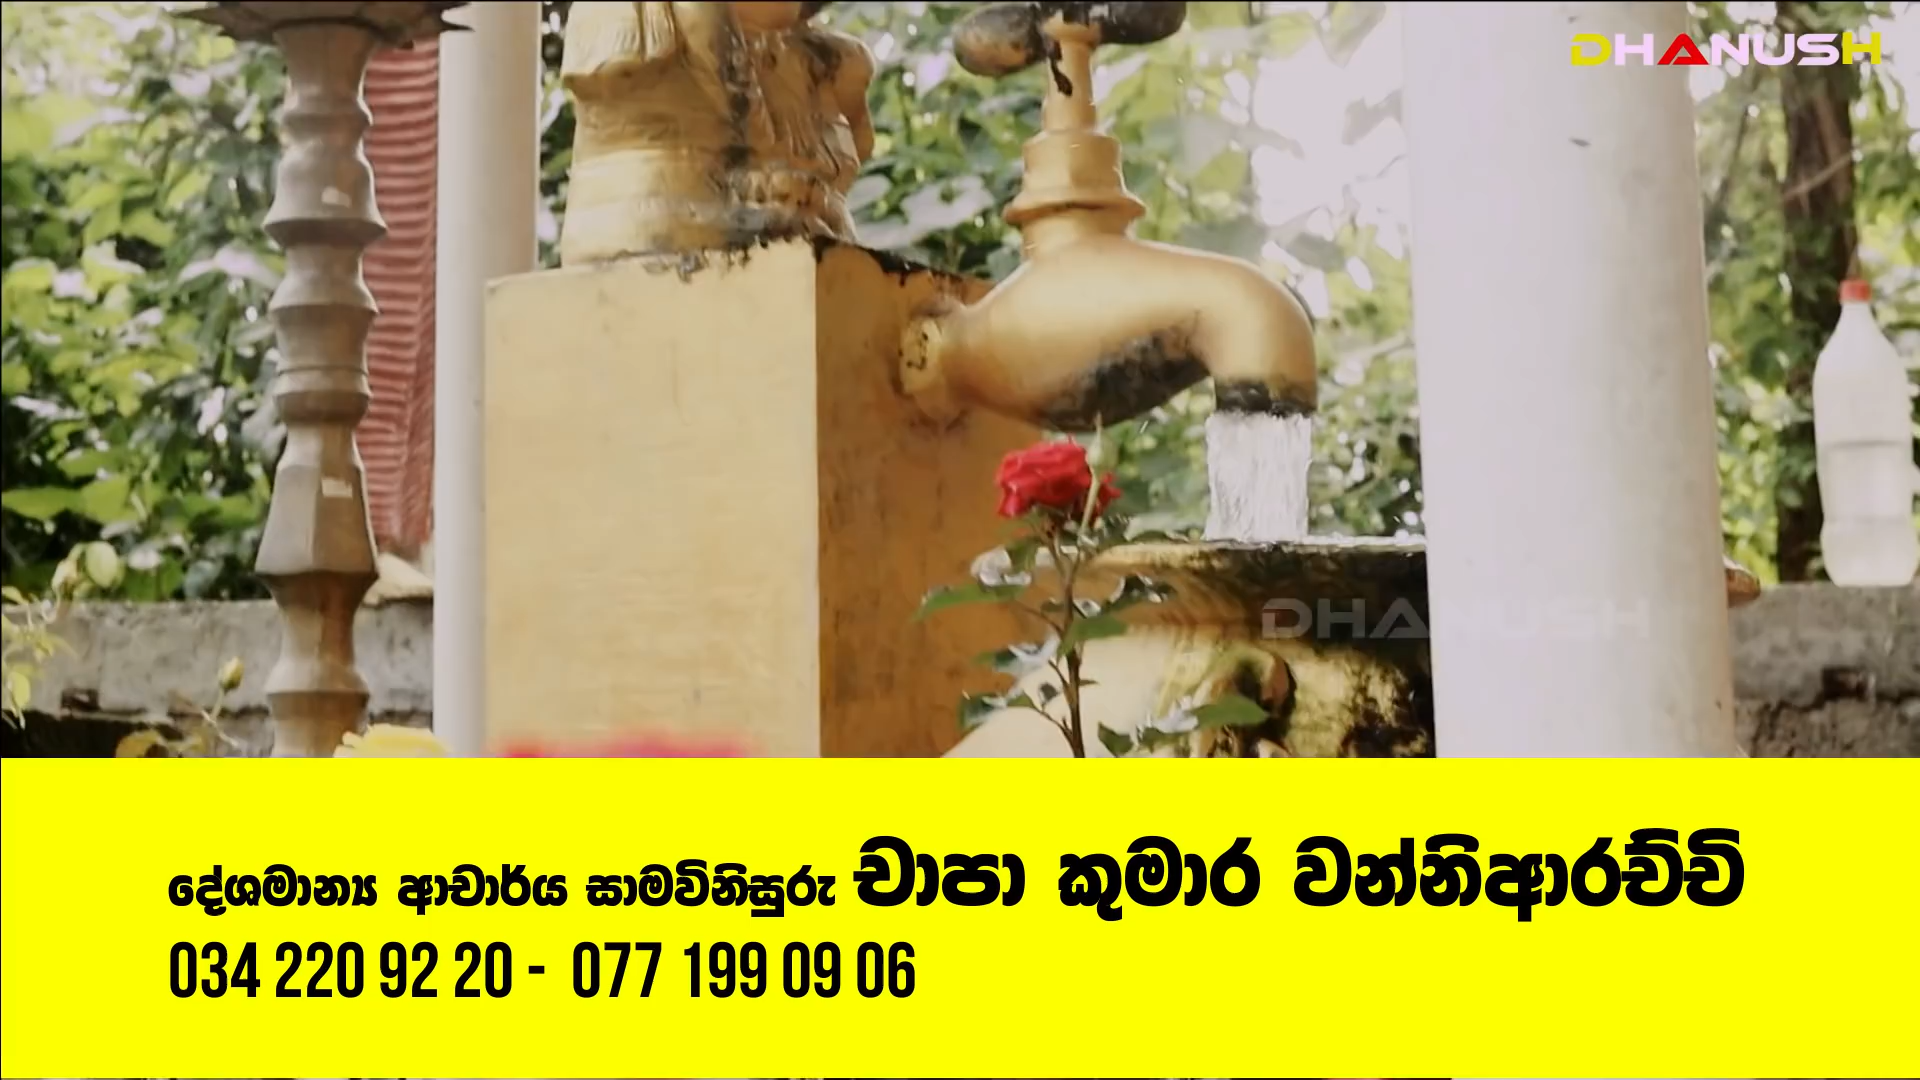 DHANUSH
DHANUSH
දේශමාන්‍ය ආචාර්ය සාමවිනිසුරු චාපා කුමාර වන්නිආරච්චි
034 220 92 20 - 077 199 09 06